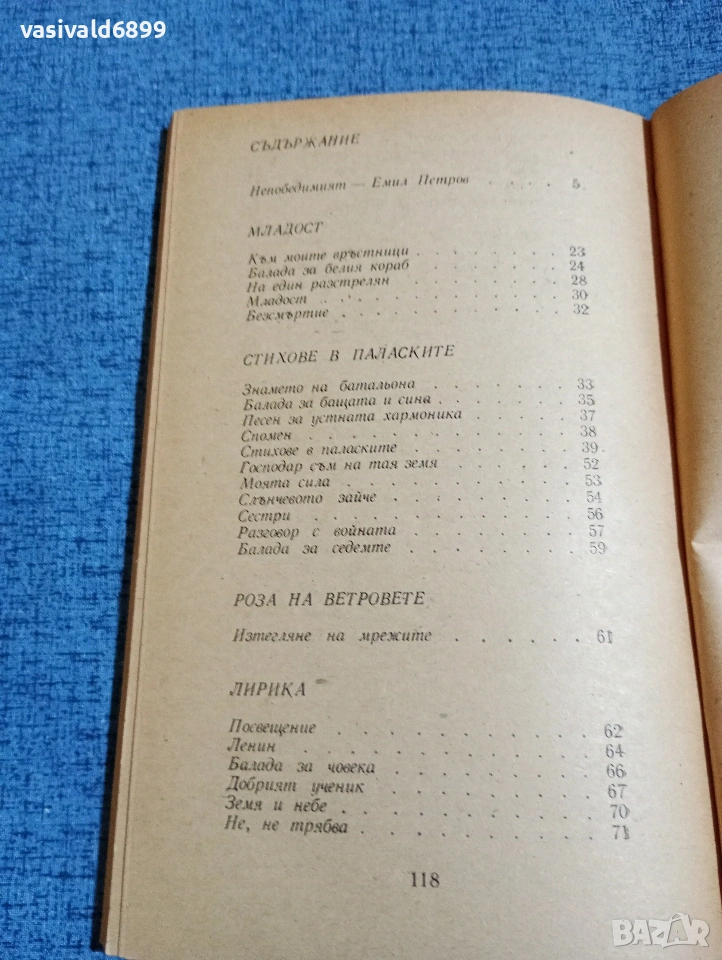 vasivald6899
СЪДЪРЖАНИЕ
Непобедимият — Емил Петров . . . . 5
МЛАДОСТ
Към моите връстници . . . . . . 23
Балада за белия кораб . . . . . . 24
На един разстрелян . . . . . . 28
Младост . . . . . . . . . 30
Безсмъртие . . . . . . . . 32
СТИХОВЕ В ПАЛАСКИТЕ
Знамето на батальона . . . . . . 33
Балада за бащата и сина . . . . . . 35
Песен за устната хармоника . . . . . 37
Спомен . . . . . . . . . . 38
Стихове в паласките . . . . . . . 39
Господар съм на тая земя . . . . . . 52
Моята сила . . . . . . . . . 53
Слънчевото зайче . . . . . . . 54
Сестри . . . . . . . . . . 56
Разговор с войната . . . . . . . 57
Балада за седемте . . . . . . . 59
РОЗА НА ВЕТРОВЕТЕ
Изтегляне на мрежите . . . . . . 61
ЛИРИКА
Посвещение . . . . . . . . . 62
Ленин . . . . . . . . . . 64
Балада за човека . . . . . . . 66
Добрият ученик . . . . . . . . 67
Земя и небе . . . . . . . . . 70
Не, не трябва . . . . . . . . 71
118
BAZAR